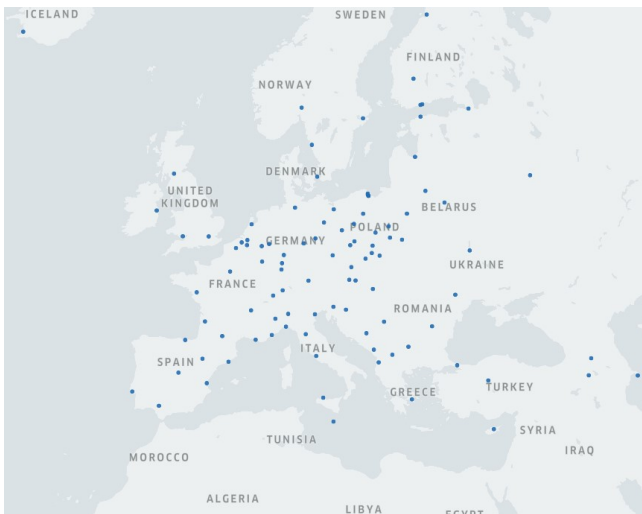 ICELAND
SWEDEN
FINLAND
NORWAY
DENMARK
UNITED
KINGDOM
BELARUS
POLAND
GERMANY
UKRAINE
FRANCE
ROMANIA
ITALY
SPAIN
GREECE
TURKEY
SYRIA
TUNISIA
IRAQ
MOROCCO
ALGERIA
LIBYA
EGYPT